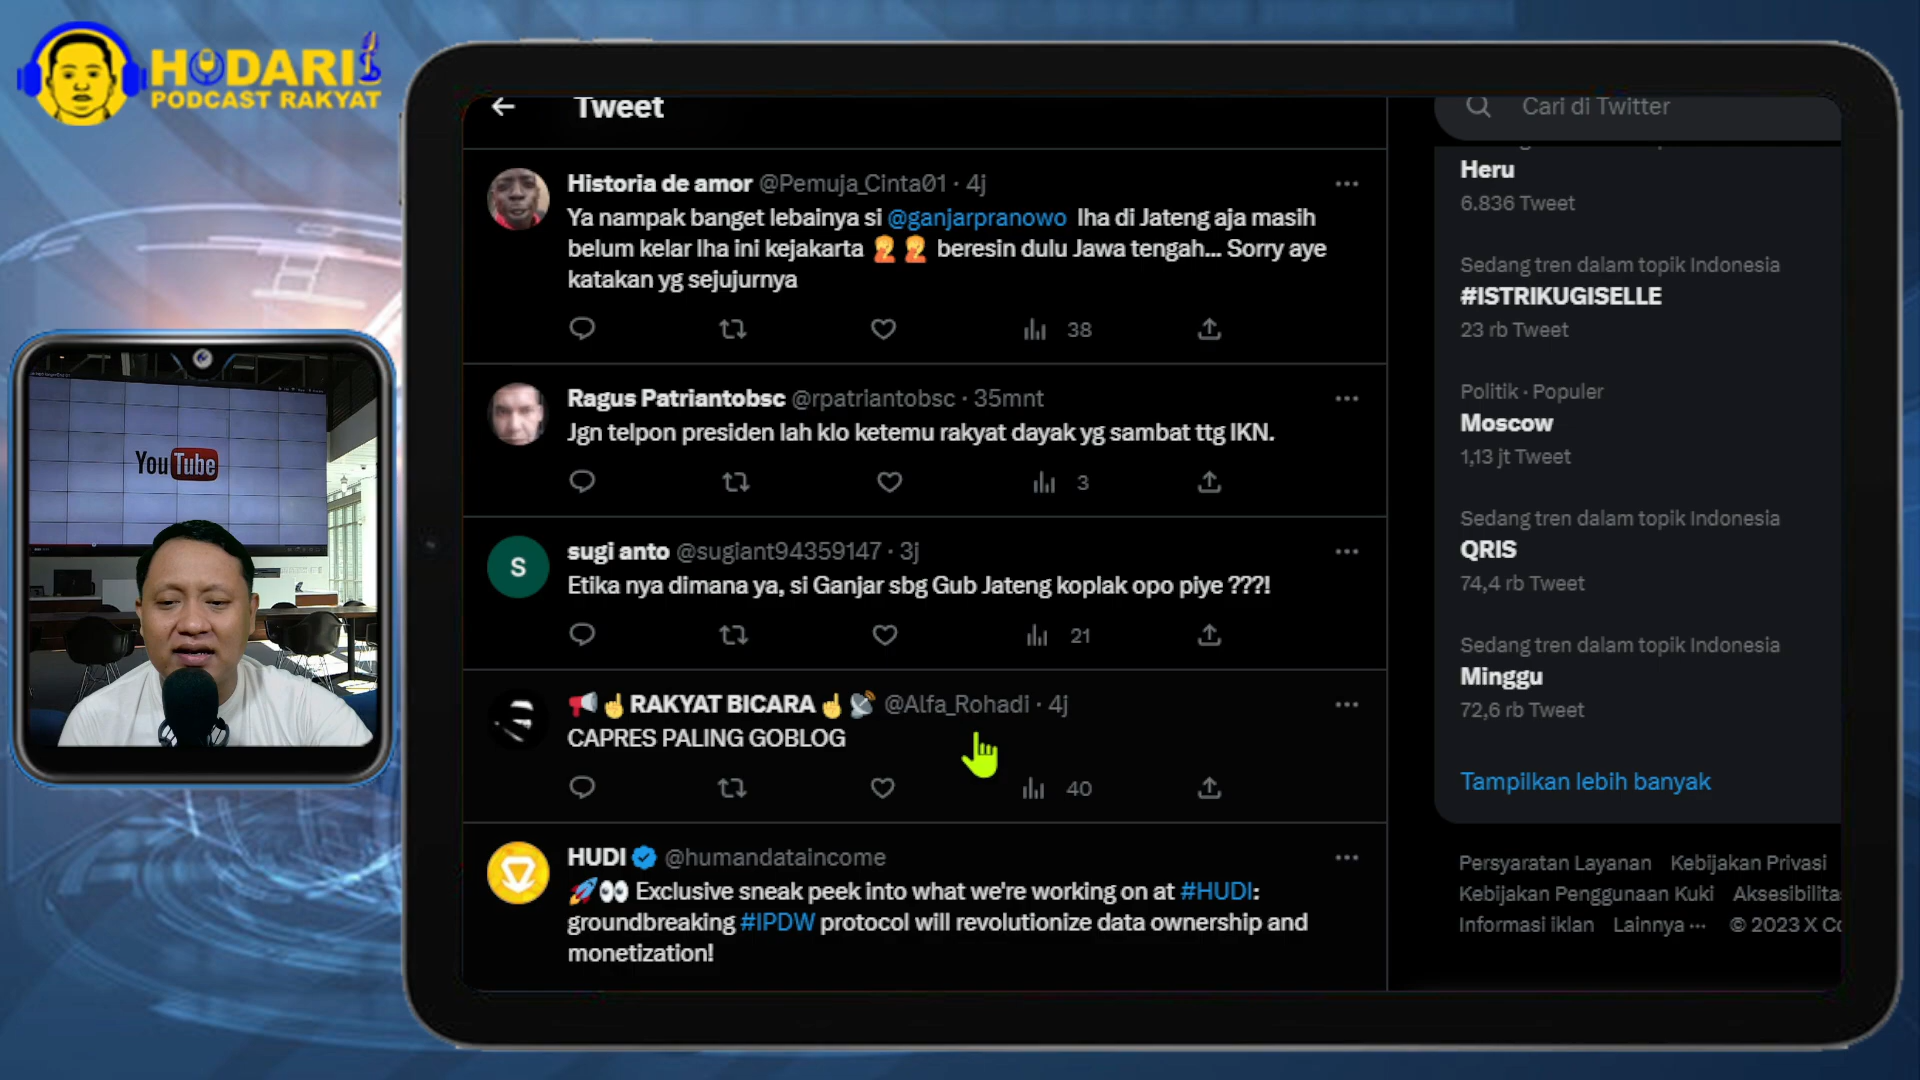 HODARI
PODCAST RAKYAT
YouTube
Tweet
Historia de amor @Pemuja_Cinta01 · 4j
Ya nampak banget lebainya si @ganjarpranowo lha di Jateng aja masih
belum kelar lha ini kejakarta 🤦🤦 beresin dulu Jawa tengah... Sorry aye
katakan yg sejujurnya
38
Ragus Patriantobsc @rpatriantobsc · 35mnt
Jgn telpon presiden lah klo ketemu rakyat dayak yg sambat ttg IKN.
3
sugi anto @sugiant94359147 · 3j
S
Etika nya dimana ya, si Ganjar sbg Gub Jateng koplak opo piye ???!
21
📢☝RAKYAT BICARA☝📡 @Alfa_Rohadi · 4j
CAPRES PALING GOBLOG
40
HUDI @humandataincome
🚀👀 Exclusive sneak peek into what we're working on at #HUDI:
groundbreaking #IPDW protocol will revolutionize data ownership and
monetization!
Cari di Twitter
Heru
6.836 Tweet
Sedang tren dalam topik Indonesia
#ISTRIKUGISELLE
23 rb Tweet
Politik · Populer
Moscow
1,13 jt Tweet
Sedang tren dalam topik Indonesia
QRIS
74,4 rb Tweet
Sedang tren dalam topik Indonesia
Minggu
72,6 rb Tweet
Tampilkan lebih banyak
Persyaratan Layanan Kebijakan Privasi
Kebijakan Penggunaan Kuki Aksesibilita
Informasi iklan Lainnya ··· © 2023 X Co